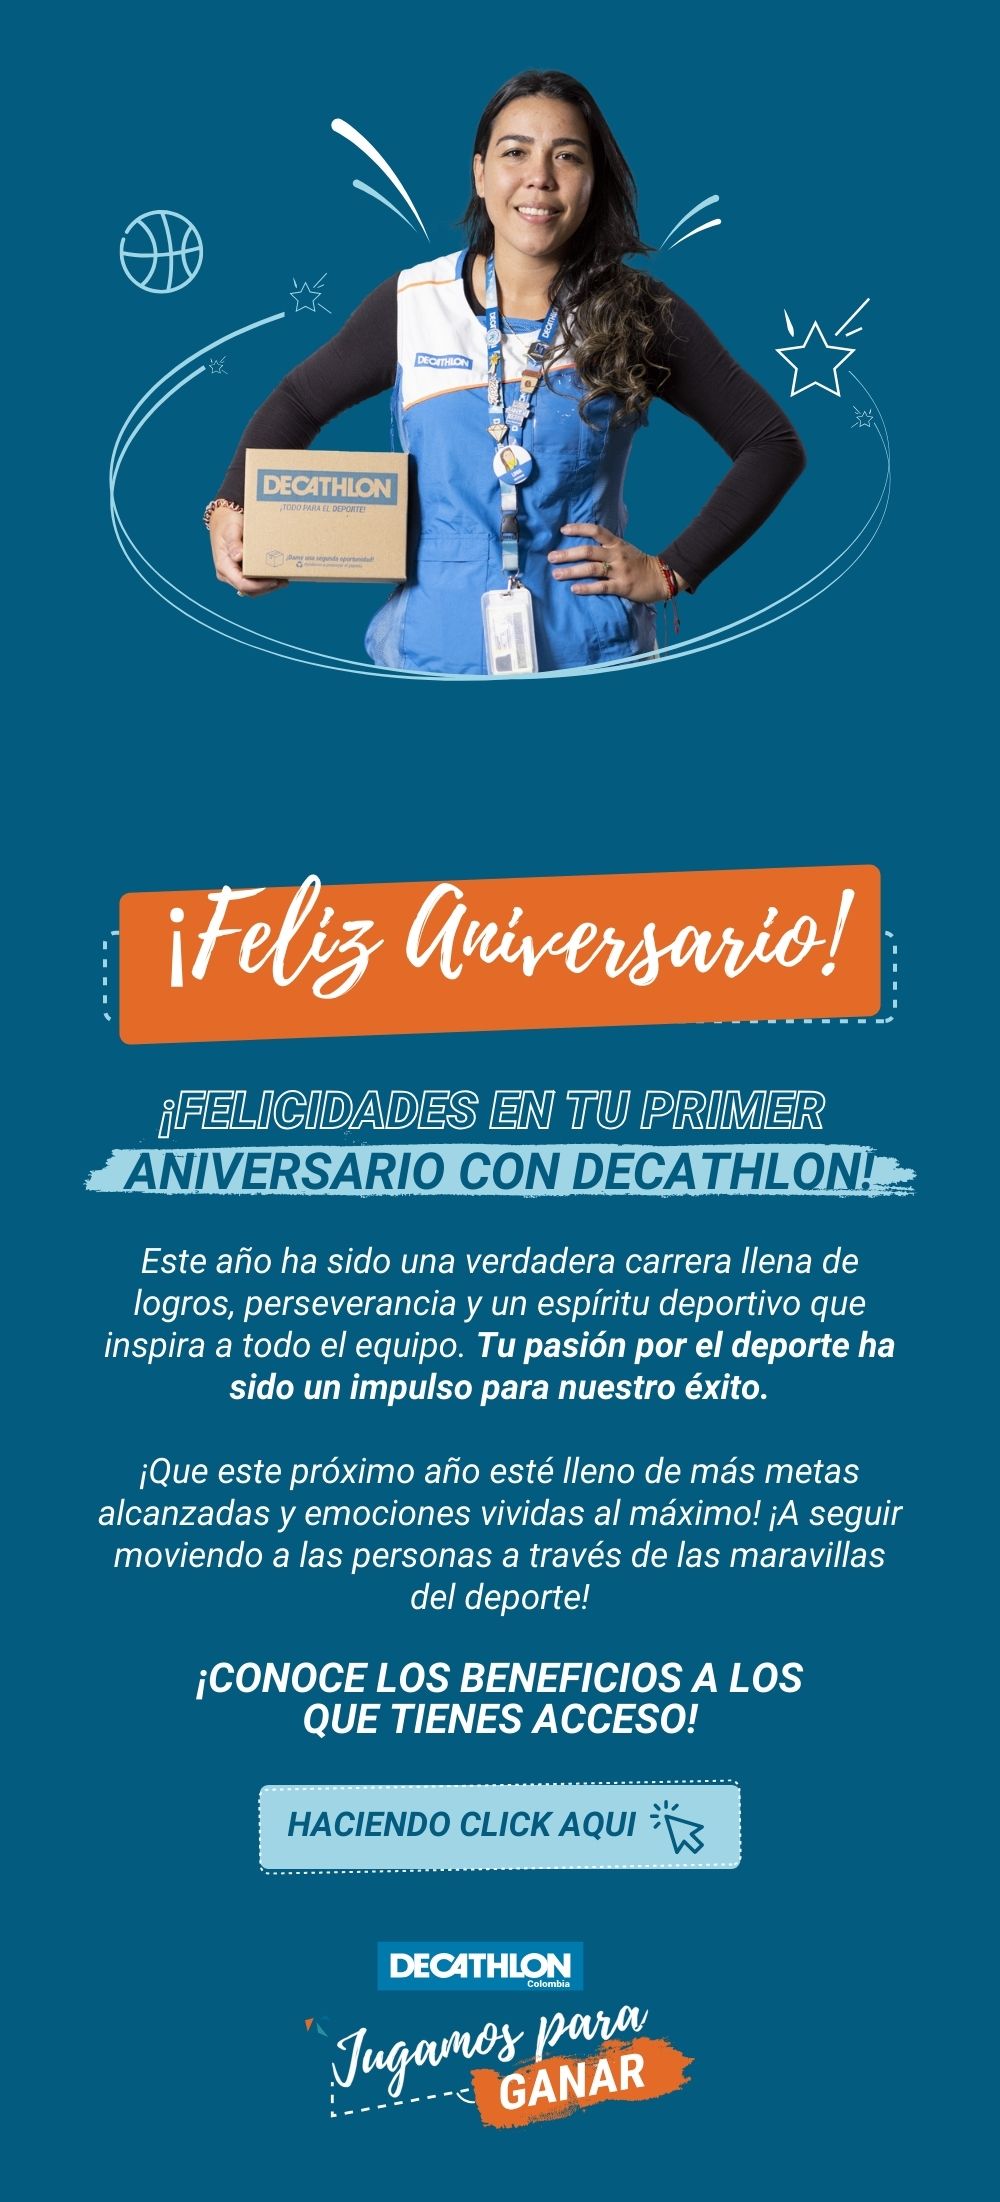 DECATHLON
DECATHLON
¡TODO PARA EL DEPORTE!
¡Dame una segunda oportunidad!
¡Feliz Aniversario!
¡FELICIDADES EN TU PRIMER
ANIVERSARIO CON DECATHLON!
Este año ha sido una verdadera carrera llena de
logros, perseverancia y un espíritu deportivo que
inspira a todo el equipo. Tu pasión por el deporte ha
sido un impulso para nuestro éxito.
¡Que este próximo año esté lleno de más metas
alcanzadas y emociones vividas al máximo! ¡A seguir
moviendo a las personas a través de las maravillas
del deporte!
¡CONOCE LOS BENEFICIOS A LOS
QUE TIENES ACCESO!
HACIENDO CLICK AQUI
DECATHLON
Colombia
Jugamos para
GANAR